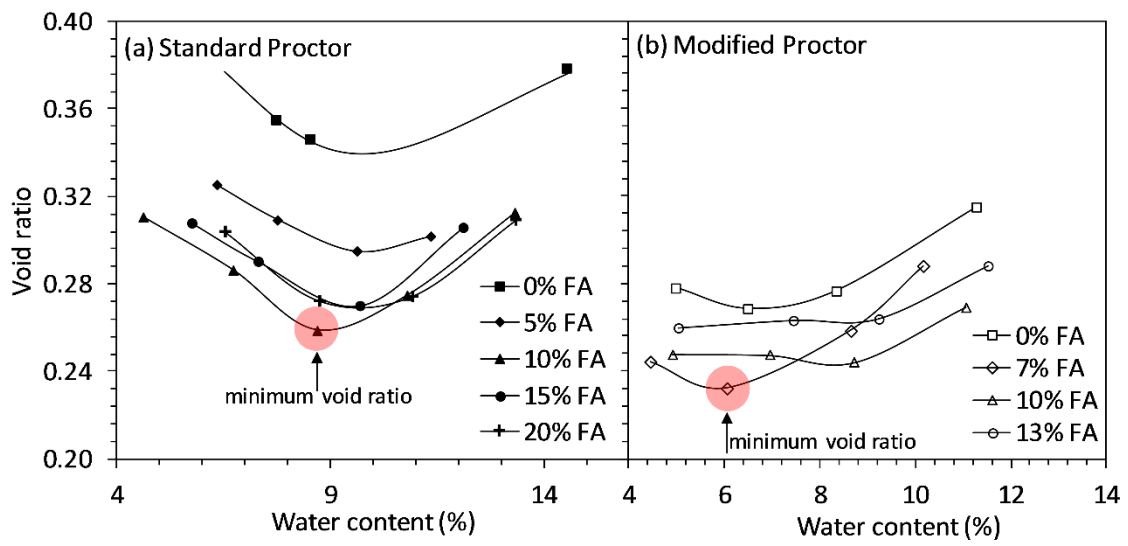 0.40
0.36
0.32
0.28
0.24
0.20
Void ratio
(a) Standard Proctor
0% FA
5% FA
10% FA
15% FA
20% FA
minimum void ratio
4
9
14
Water content (%)
(b) Modified Proctor
0% FA
7% FA
10% FA
13% FA
minimum void ratio
4
6
8
10
12
14
Water content (%)